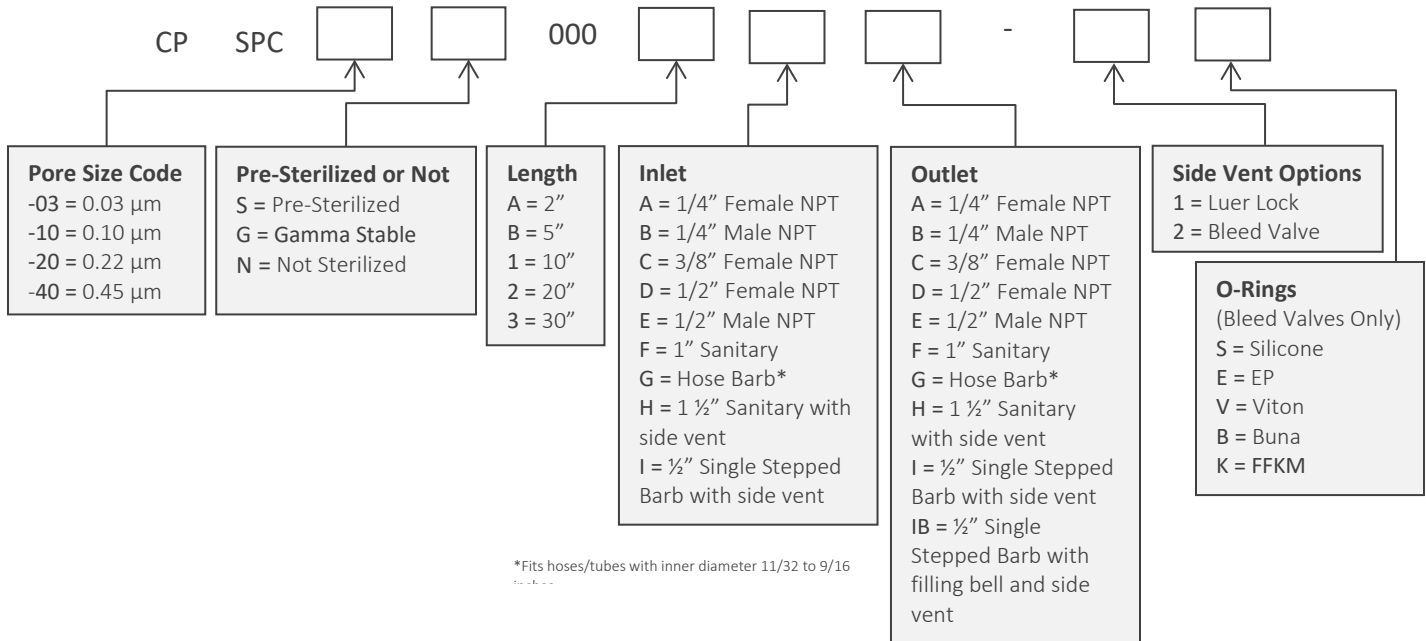 CP SPC 000 -
Pore Size Code
-03 = 0.03 µm
-10 = 0.10 µm
-20 = 0.22 µm
-40 = 0.45 µm
Pre-Sterilized or Not
S = Pre-Sterilized
G = Gamma Stable
N = Not Sterilized
Length
A = 2”
B = 5”
1 = 10”
2 = 20”
3 = 30”
Inlet
A = 1/4” Female NPT
B = 1/4” Male NPT
C = 3/8” Female NPT
D = 1/2” Female NPT
E = 1/2” Male NPT
F = 1” Sanitary
G = Hose Barb*
H = 1 ½” Sanitary with
side vent
I = ½” Single Stepped
Barb with side vent
Outlet
A = 1/4” Female NPT
B = 1/4” Male NPT
C = 3/8” Female NPT
D = 1/2” Female NPT
E = 1/2” Male NPT
F = 1” Sanitary
G = Hose Barb*
H = 1 ½” Sanitary
with side vent
I = ½” Single Stepped
Barb with side vent
IB = ½” Single
Stepped Barb with
filling bell and side
vent
Side Vent Options
1 = Luer Lock
2 = Bleed Valve
O-Rings
(Bleed Valves Only)
S = Silicone
E = EP
V = Viton
B = Buna
K = FFKM
*Fits hoses/tubes with inner diameter 11/32 to 9/16